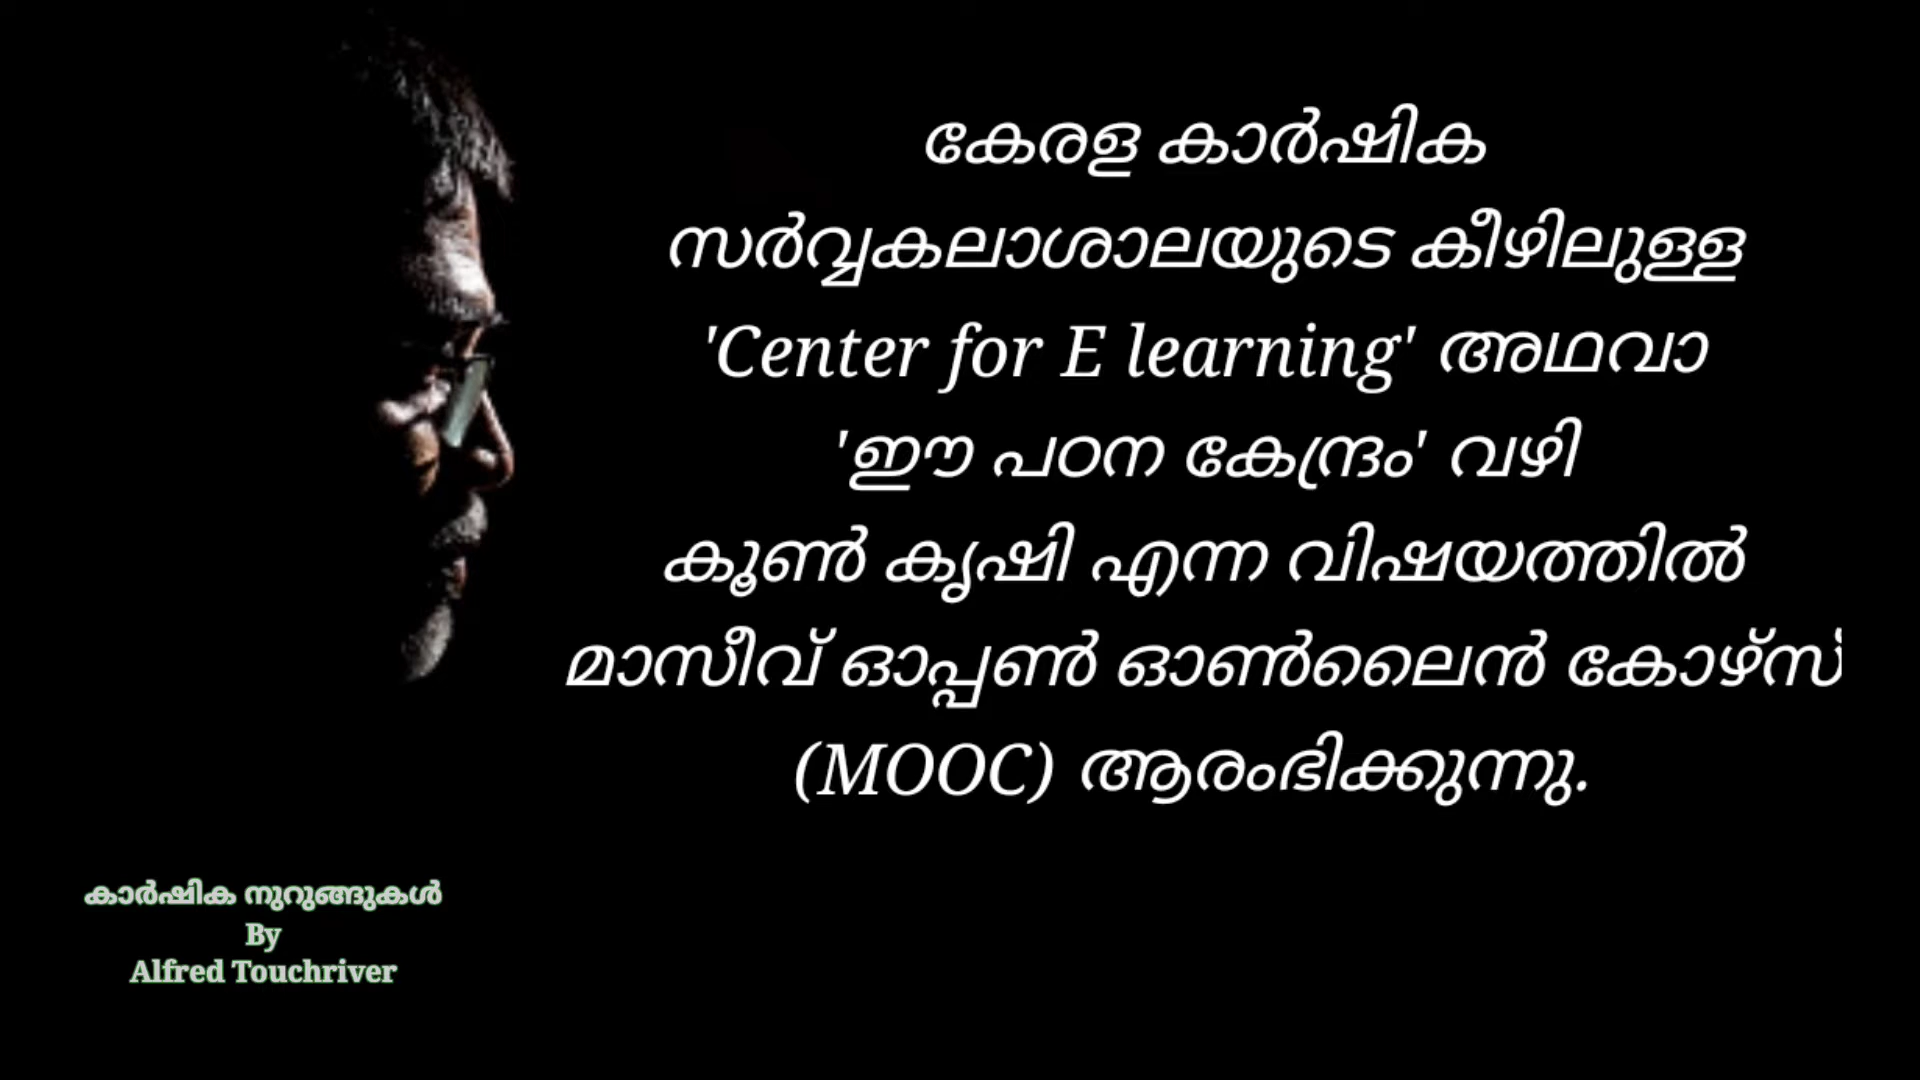 കേരള കാർഷിക
സർവ്വകലാശാലയുടെ കീഴിലുള്ള
'Center for E learning' അഥവാ
'ഈ പഠന കേന്ദ്രം' വഴി
കൂൺ കൃഷി എന്ന വിഷയത്തിൽ
മാസീവ് ഓപ്പൺ ഓൺലൈൻ കോഴ്സ്
(MOOC) ആരംഭിക്കുന്നു.
കാർഷിക നുറുങ്ങുകൾ
By
Alfred Touchriver